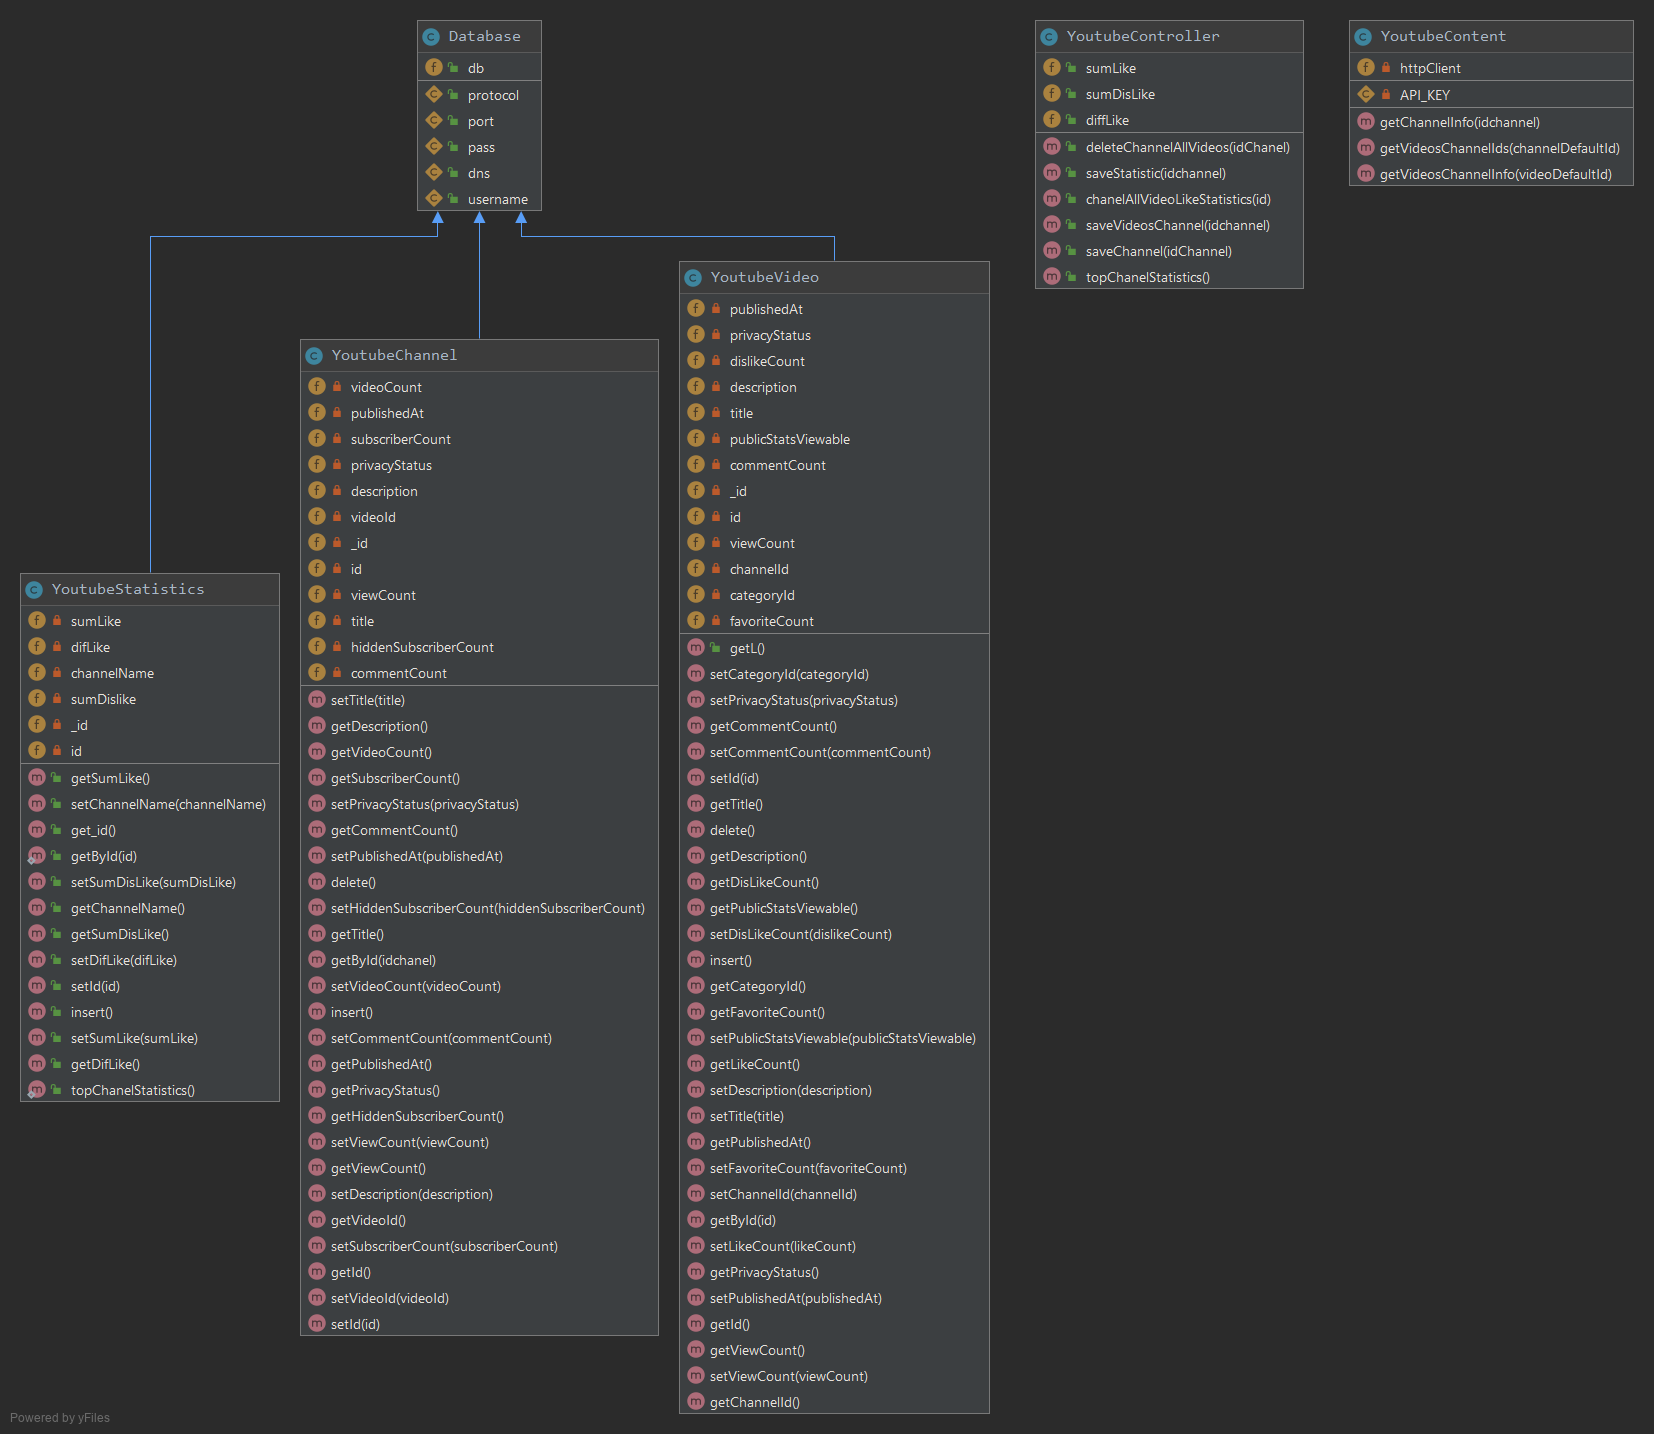 Database
db
protocol
port
pass
dns
username
YoutubeController
sumLike
sumDisLike
diffLike
deleteChannelAllVideos(idChanel)
saveStatistic(idchannel)
chanelAllVideoLikeStatistics(id)
saveVideosChannel(idchannel)
saveChannel(idChannel)
topChanelStatistics()
YoutubeContent
httpClient
API_KEY
getChannelInfo(idchannel)
getVideosChannelIds(channelDefaultId)
getVideosChannelInfo(videoDefaultId)
YoutubeStatistics
sumLike
difLike
channelName
sumDislike
_id
id
getSumLike()
setChannelName(channelName)
get_id()
getById(id)
setSumDisLike(sumDisLike)
getChannelName()
getSumDisLike()
setDifLike(difLike)
setId(id)
insert()
setSumLike(sumLike)
getDifLike()
topChanelStatistics()
YoutubeChannel
videoCount
publishedAt
subscriberCount
privacyStatus
description
videoId
_id
id
viewCount
title
hiddenSubscriberCount
commentCount
setTitle(title)
getDescription()
getVideoCount()
getSubscriberCount()
setPrivacyStatus(privacyStatus)
getCommentCount()
setPublishedAt(publishedAt)
delete()
setHiddenSubscriberCount(hiddenSubscriberCount)
getTitle()
getById(idchanel)
setVideoCount(videoCount)
insert()
setCommentCount(commentCount)
getPublishedAt()
getPrivacyStatus()
getHiddenSubscriberCount()
setViewCount(viewCount)
getViewCount()
setDescription(description)
getVideoId()
setSubscriberCount(subscriberCount)
getId()
setVideoId(videoId)
setId(id)
YoutubeVideo
publishedAt
privacyStatus
dislikeCount
description
title
publicStatsViewable
commentCount
_id
id
viewCount
channelId
categoryId
favoriteCount
getL()
setCategoryId(categoryId)
setPrivacyStatus(privacyStatus)
getCommentCount()
setCommentCount(commentCount)
setId(id)
getTitle()
delete()
getDescription()
getDisLikeCount()
getPublicStatsViewable()
setDisLikeCount(dislikeCount)
insert()
getCategoryId()
getFavoriteCount()
setPublicStatsViewable(publicStatsViewable)
getLikeCount()
setDescription(description)
setTitle(title)
getPublishedAt()
setFavoriteCount(favoriteCount)
setChannelId(channelId)
getById(id)
setLikeCount(likeCount)
getPrivacyStatus()
setPublishedAt(publishedAt)
getId()
getViewCount()
setViewCount(viewCount)
getChannelId()
Powered by yFiles